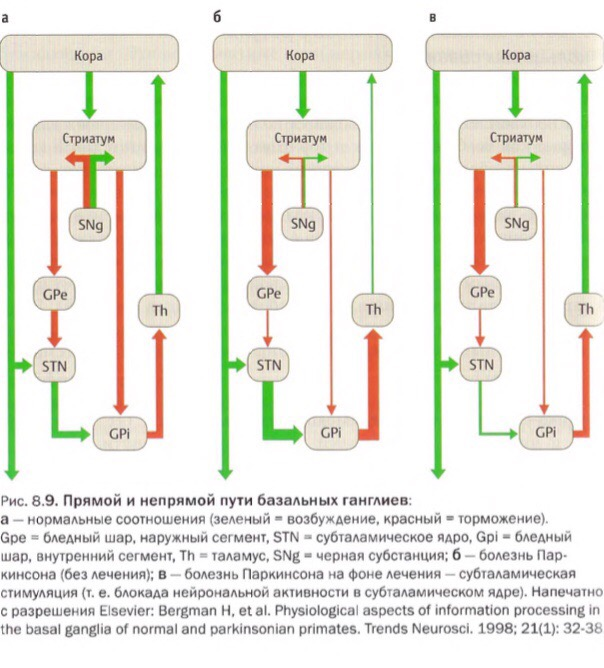 а
б
в
Кора
Кора
Кора
Стриатум
Стриатум
Стриатум
SNg
SNg
SNg
GPe
GPe
GPe
Th
Th
Th
STN
STN
STN
GPi
GPi
GPi
Рис. 8.9. Прямой и непрямой пути базальных ганглиев:
а — нормальные соотношения (зеленый = возбуждение, красный = торможение).
Gpe = бледный шар, наружный сегмент, STN = субталамическое ядро, Gpi = бледный
шар, внутренний сегмент, Th = таламус, SNg = черная субстанция; б — болезнь Пар-
кинсона (без лечения); в — болезнь Паркинсона на фоне лечения — субталамическая
стимуляция (т. е. блокада нейрональной активности в субталамическом ядре). Напечатано
с разрешения Elsevier: Bergman H, et al. Physiological aspects of information processing in
the basal ganglia of normal and parkinsonian primates. Trends Neurosci. 1998; 21(1): 32-38